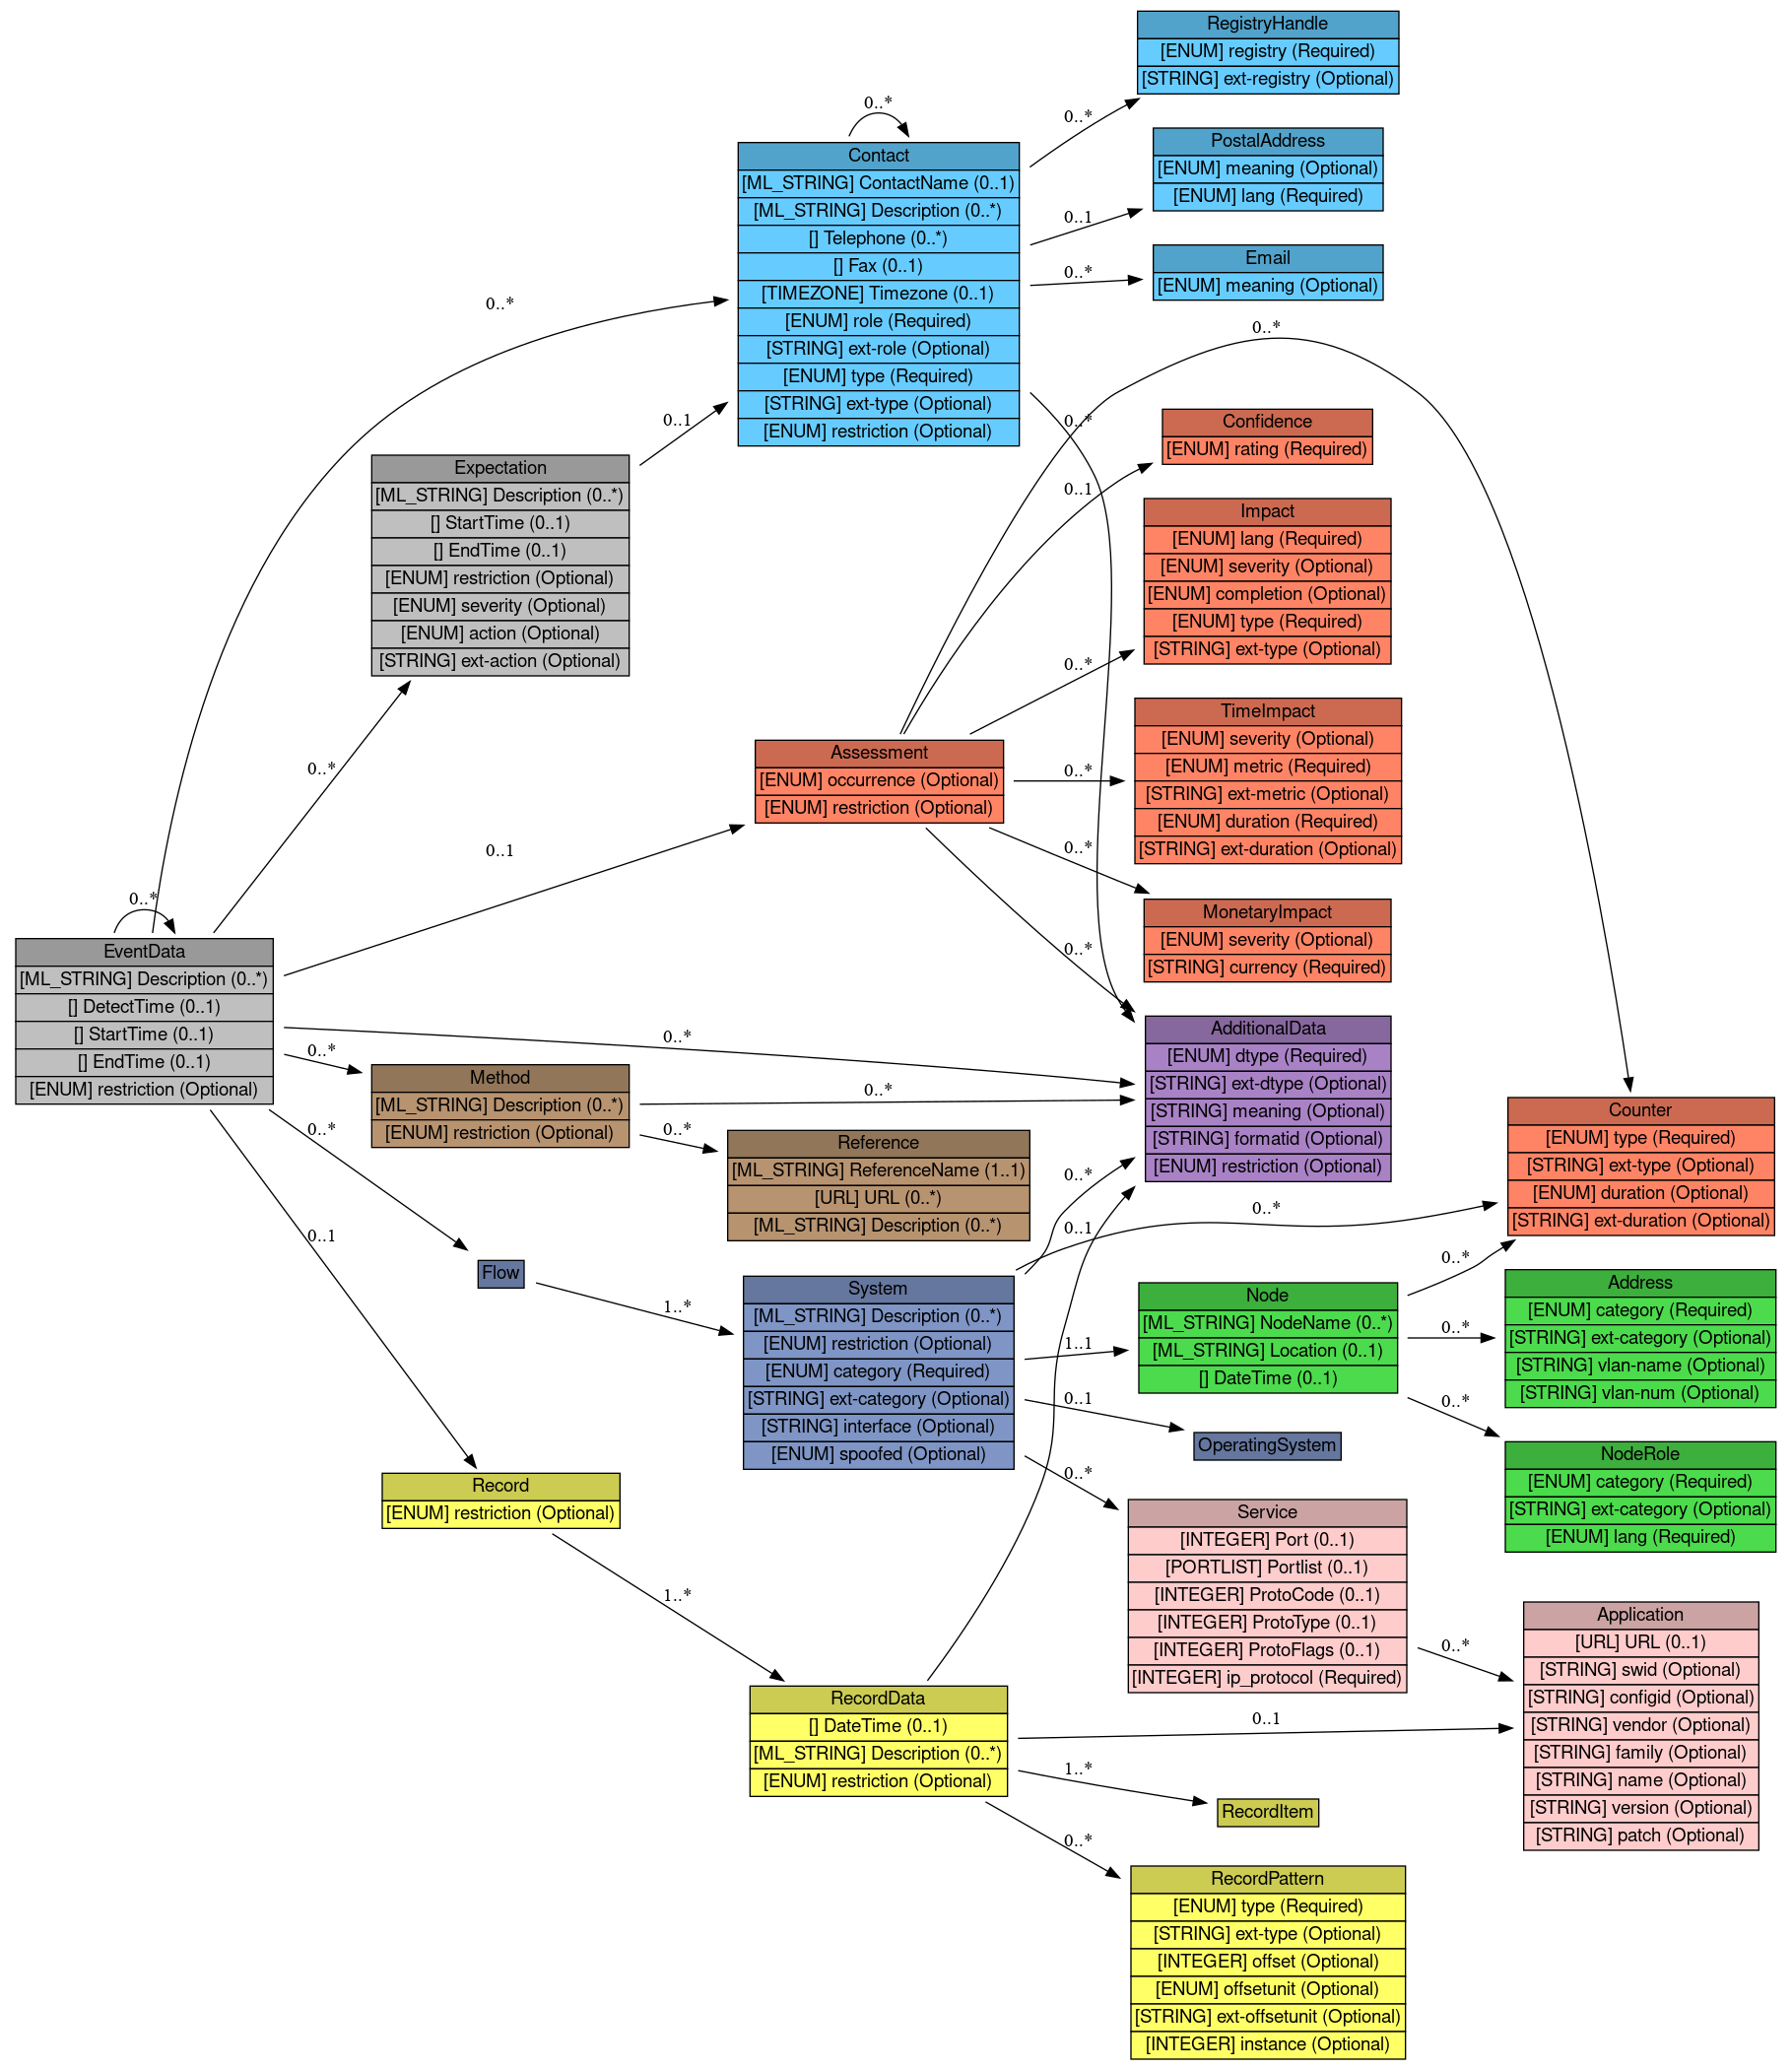 RegistryHandle
[ENUM] registry (Required)
[STRING] ext-registry (Optional)
0..*
PostalAddress
[ENUM] meaning (Optional)
[ENUM] lang (Required)
0..1
Email
[ENUM] meaning (Optional)
0..*
0..*
Contact
[ML_STRING] ContactName (0..1)
[ML_STRING] Description (0..*)
[] Telephone (0..*)
[] Fax (0..1)
[TIMEZONE] Timezone (0..1)
[ENUM] role (Required)
[STRING] ext-role (Optional)
[ENUM] type (Required)
[STRING] ext-type (Optional)
[ENUM] restriction (Optional)
0..*
0..1
0..*
0..*
Expectation
[ML_STRING] Description (0..*)
[] StartTime (0..1)
[] EndTime (0..1)
[ENUM] restriction (Optional)
[ENUM] severity (Optional)
[ENUM] action (Optional)
[STRING] ext-action (Optional)
0..*
Confidence
[ENUM] rating (Required)
0..1
Impact
[ENUM] lang (Required)
[ENUM] severity (Optional)
[ENUM] completion (Optional)
[ENUM] type (Required)
[STRING] ext-type (Optional)
0..*
TimeImpact
[ENUM] severity (Optional)
[ENUM] metric (Required)
[STRING] ext-metric (Optional)
[ENUM] duration (Required)
[STRING] ext-duration (Optional)
0..*
Assessment
[ENUM] occurrence (Optional)
[ENUM] restriction (Optional)
0..1
0..*
MonetaryImpact
[ENUM] severity (Optional)
[STRING] currency (Required)
0..*
0..*
EventData
[ML_STRING] Description (0..*)
[] DetectTime (0..1)
[] StartTime (0..1)
[] EndTime (0..1)
[ENUM] restriction (Optional)
0..*
AdditionalData
[ENUM] dtype (Required)
[STRING] ext-dtype (Optional)
[STRING] meaning (Optional)
[STRING] formatid (Optional)
[ENUM] restriction (Optional)
0..*
Method
[ML_STRING] Description (0..*)
[ENUM] restriction (Optional)
0..*
0..*
Reference
[ML_STRING] ReferenceName (1..1)
[URL] URL (0..*)
[ML_STRING] Description (0..*)
Counter
[ENUM] type (Required)
[STRING] ext-type (Optional)
[ENUM] duration (Optional)
[STRING] ext-duration (Optional)
0..*
0..*
0..1
0..*
0..1
Flow
1..*
System
[ML_STRING] Description (0..*)
[ENUM] restriction (Optional)
[ENUM] category (Required)
[STRING] ext-category (Optional)
[STRING] interface (Optional)
[ENUM] spoofed (Optional)
1..1
Node
[ML_STRING] NodeName (0..*)
[ML_STRING] Location (0..1)
[] DateTime (0..1)
0..*
0..*
0..*
Address
[ENUM] category (Required)
[STRING] ext-category (Optional)
[STRING] vlan-name (Optional)
[STRING] vlan-num (Optional)
0..1
OperatingSystem
NodeRole
[ENUM] category (Required)
[STRING] ext-category (Optional)
[ENUM] lang (Required)
0..*
Record
[ENUM] restriction (Optional)
1..*
Service
[INTEGER] Port (0..1)
[PORTLIST] Portlist (0..1)
[INTEGER] ProtoCode (0..1)
[INTEGER] ProtoType (0..1)
[INTEGER] ProtoFlags (0..1)
[INTEGER] ip_protocol (Required)
0..*
Application
[URL] URL (0..1)
[STRING] swid (Optional)
[STRING] configid (Optional)
[STRING] vendor (Optional)
[STRING] family (Optional)
[STRING] name (Optional)
[STRING] version (Optional)
[STRING] patch (Optional)
RecordData
[] DateTime (0..1)
[ML_STRING] Description (0..*)
[ENUM] restriction (Optional)
0..1
1..*
RecordItem
0..*
RecordPattern
[ENUM] type (Required)
[STRING] ext-type (Optional)
[INTEGER] offset (Optional)
[ENUM] offsetunit (Optional)
[STRING] ext-offsetunit (Optional)
[INTEGER] instance (Optional)